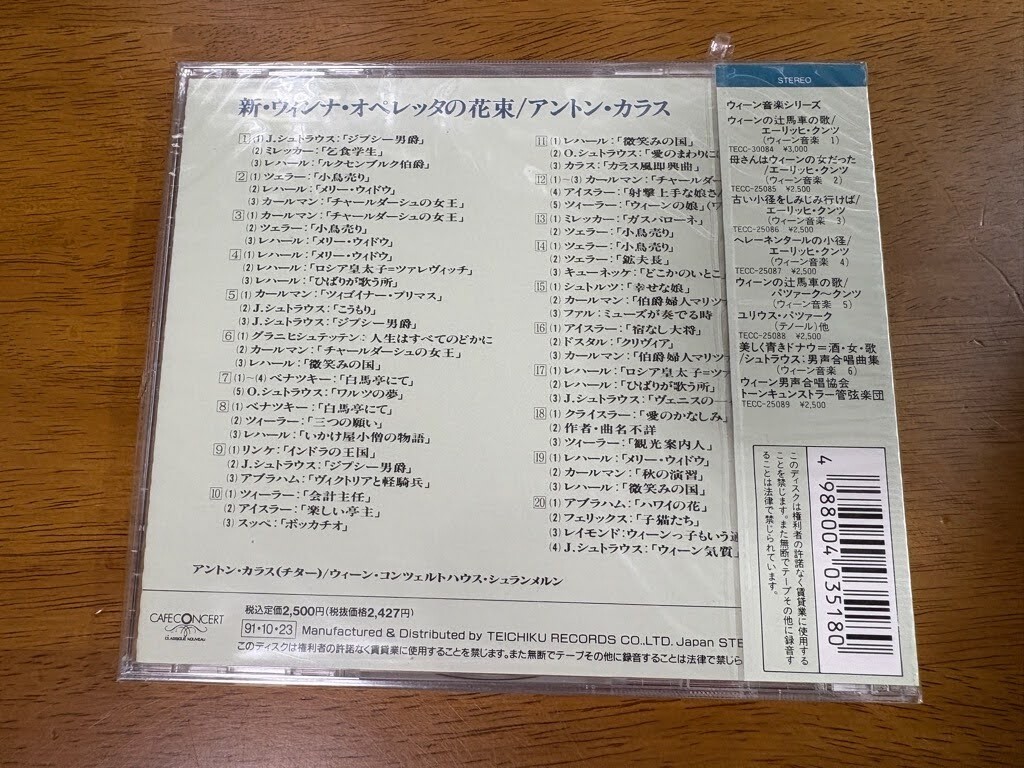 新・ウィンナ・オペレッタの花束/アントン・カラス
1 (1) J.シュトラウス:「ジプシー男爵」
(2) ミレッカー:「乞食学生」
(3) レハール:「ルクセンブルク伯爵」
2 (1) ツェラー:「小鳥売り」
(2) レハール:「メリー・ウィドウ」
(3) カールマン:「チャールダーシュの女王」
3 (1) カールマン:「チャールダーシュの女王」
(2) ツェラー:「小鳥売り」
(3) レハール:「メリー・ウィドウ」
4 (1) レハール:「メリー・ウィドウ」
(2) レハール:「ロシア皇太子=ツァレヴィッチ」
(3) レハール:「ひばりが歌う所」
5 (1) カールマン:「ツィゴイナー・プリマス」
(2) J.シュトラウス:「こうもり」
(3) J.シュトラウス:「ジプシー男爵」
6 (1) グラニヒシュテッテン: 人生はすべてのどかに
(2) カールマン:「チャールダーシュの女王」
(3) レハール:「微笑みの国」
7 (1)~(4) ベナツキー:「白馬亭にて」
(5) O.シュトラウス:「ワルツの夢」
8 (1) ベナツキー:「白馬亭にて」
(2) ツィーラー:「三つの願い」
(3) レハール:「いかけ屋小僧の物語」
9 (1) リンケ:「インドラの王国」
(2) J.シュトラウス:「ジプシー男爵」
(3) アブラハム:「ヴィクトリアと軽騎兵」
10 (1) ツィーラー:「会計主任」
(2) アイスラー:「楽しい亭主」
(3) スッペ:「ボッカチオ」
11 (1) レハール:「微笑みの国」
(2) O.シュトラウス:「愛のまわりに
(3) カラス:「カラス風即興曲」
12 (1)~(3) カールマン:「チャールダー
(4) アイスラー:「射撃上手な娘さん
(5) ツィーラー:「ウィーンの娘」(ワ
13 (1) ミレッカー:「ガスパローネ」
(2) ツェラー:「小鳥売り」
14 (1) ツェラー:「小鳥売り」
(2) ツェラー:「鉱夫長」
(3) キューネッケ:「どこかのいとこ
15 (1) シュトルツ:「幸せな娘」
(2) カールマン:「伯爵婦人マリツ
(3) ファル: ミューズが奏でる時
16 (1) アイスラー:「宿なし大将」
(2) ドスタル:「クリヴィア」
(3) カールマン:「伯爵婦人マリツ
17 (1) レハール:「ロシア皇太子=ツァ
(2) レハール:「ひばりが歌う所」
(3) J.シュトラウス:「ヴェニスの一
18 (1) クライスラー:「愛のかなしみ」
(2) 作者・曲名不詳
(3) ツィーラー:「観光案内人」
19 (1) レハール:「メリー・ウィドウ」
(2) カールマン:「秋の演習」
(3) レハール:「微笑みの国」
20 (1) アブラハム:「ハワイの花」
(2) フェリックス:「子猫たち」
(3) レイモンド: ウィーンっ子もいう通
(4) J.シュトラウス:「ウィーン気質」
アントン・カラス(チター)/ウィーン・コンツェルトハウス・シュランメルン
CAFE CONCERT
CLASSIQUE NOUVEAU
税込定価2,500円(税抜価格2,427円)
91・10・23 Manufactured & Distributed by TEICHIKU RECORDS CO.LTD. Japan STE
このディスクは権利者の許諾なく賃貸業に使用することを禁じます。また無断でテープその他に録音することは法律で禁じら
STEREO
ウィーン音楽シリーズ
ウィーンの辻馬車の歌/
エーリッヒ・クンツ
(ウィーン音楽 1)
TECC-30084 ¥3,000
母さんはウィーンの女だった
/エーリッヒ・クンツ
(ウィーン音楽 2)
TECC-25085 ¥2,500
古い小径をしみじみ行けば/
エーリッヒ・クンツ
(ウィーン音楽 3)
TECC-25086 ¥2,500
ヘレーネンタールの小径/
エーリッヒ・クンツ
(ウィーン音楽 4)
TECC-25087 ¥2,500
ウィーンの辻馬車の歌/
パツァーク~クンツ
(ウィーン音楽 5)
ユリウス・パツァーク
(テノール)他
TECC-25088 ¥2,500
美しく青きドナウ=酒・女・歌
/シュトラウス:男声合唱曲集
(ウィーン音楽 6)
ウィーン男声合唱協会
トーンキュンストラー管弦楽団
TECC-25089 ¥2,500
このディスクは権利者の許諾なく賃貸業に使用する
ことを禁じます。また無断でテープその他に録音す
ることは法律で禁じられています。
4 988004 035180